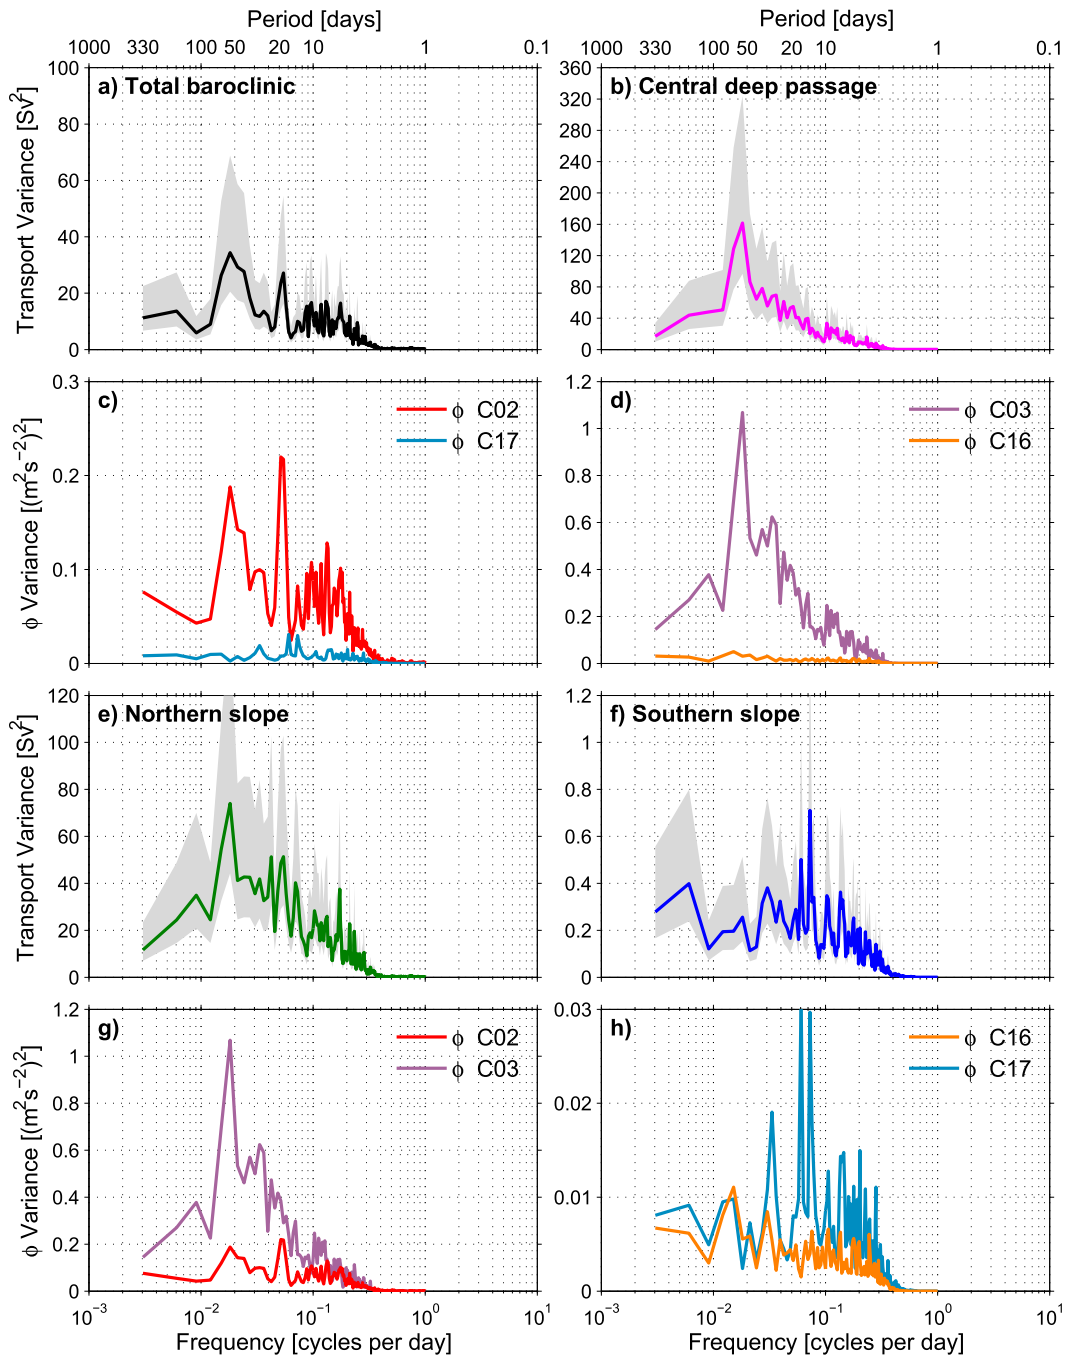 Period [days]
Period [days]
1000 330 100 50 20 10 1 0.1
1000 330 100 50 20 10 1 0.1
a) Total baroclinic
Transport Variance [Sv²]
100
80
60
40
20
0
b) Central deep passage
360
320
280
240
200
160
120
80
40
0
c)
ϕ C02
ϕ C17
ϕ Variance [(m²s⁻²)²]
0.3
0.2
0.1
0
d)
ϕ C03
ϕ C16
1.2
1
0.8
0.6
0.4
0.2
0
e) Northern slope
Transport Variance [Sv²]
120
100
80
60
40
20
0
f) Southern slope
1.2
1
0.8
0.6
0.4
0.2
0
g)
ϕ C02
ϕ C03
ϕ Variance [(m²s⁻²)²]
1.2
1
0.8
0.6
0.4
0.2
0
h)
ϕ C16
ϕ C17
0.03
0.02
0.01
0
10⁻³ 10⁻² 10⁻¹ 10⁰ 10¹
10⁻³ 10⁻² 10⁻¹ 10⁰ 10¹
Frequency [cycles per day]
Frequency [cycles per day]